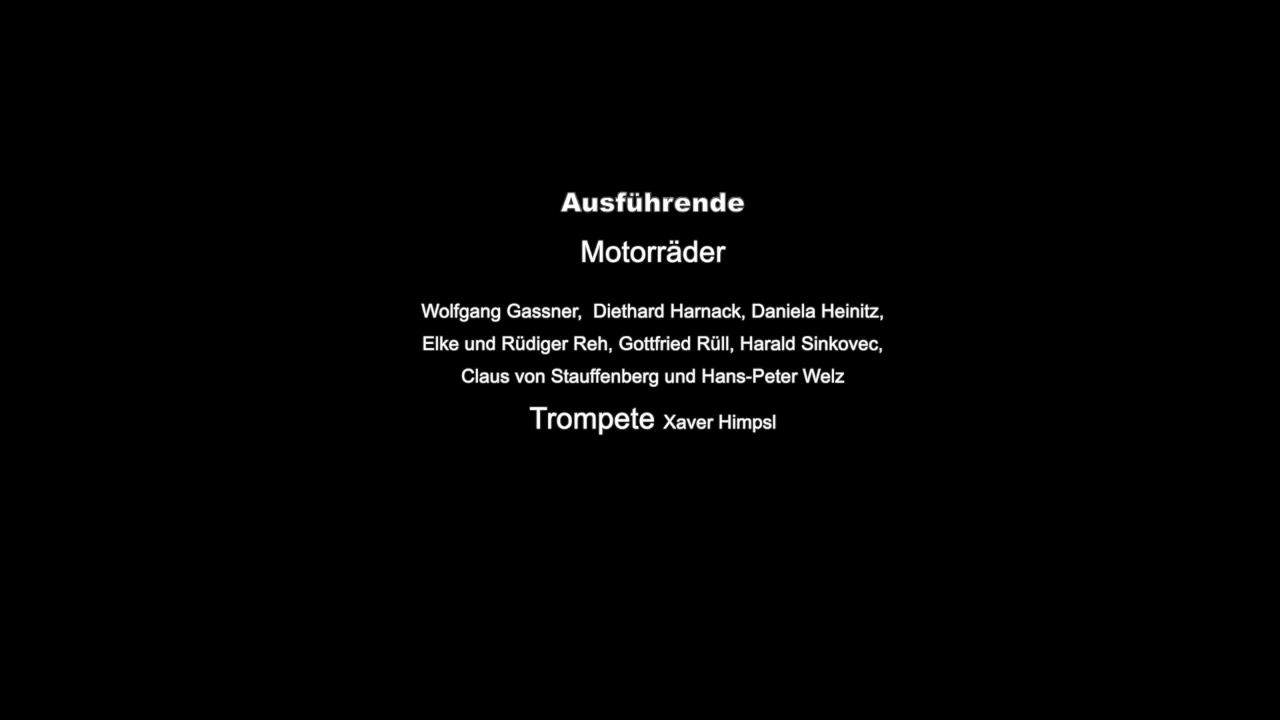 Ausführende
Motorräder
Wolfgang Gassner,  Diethard Harnack, Daniela Heinitz,
Elke und Rüdiger Reh, Gottfried Rüll, Harald Sinkovec,
Claus von Stauffenberg und Hans-Peter Welz
Trompete Xaver Himpsl